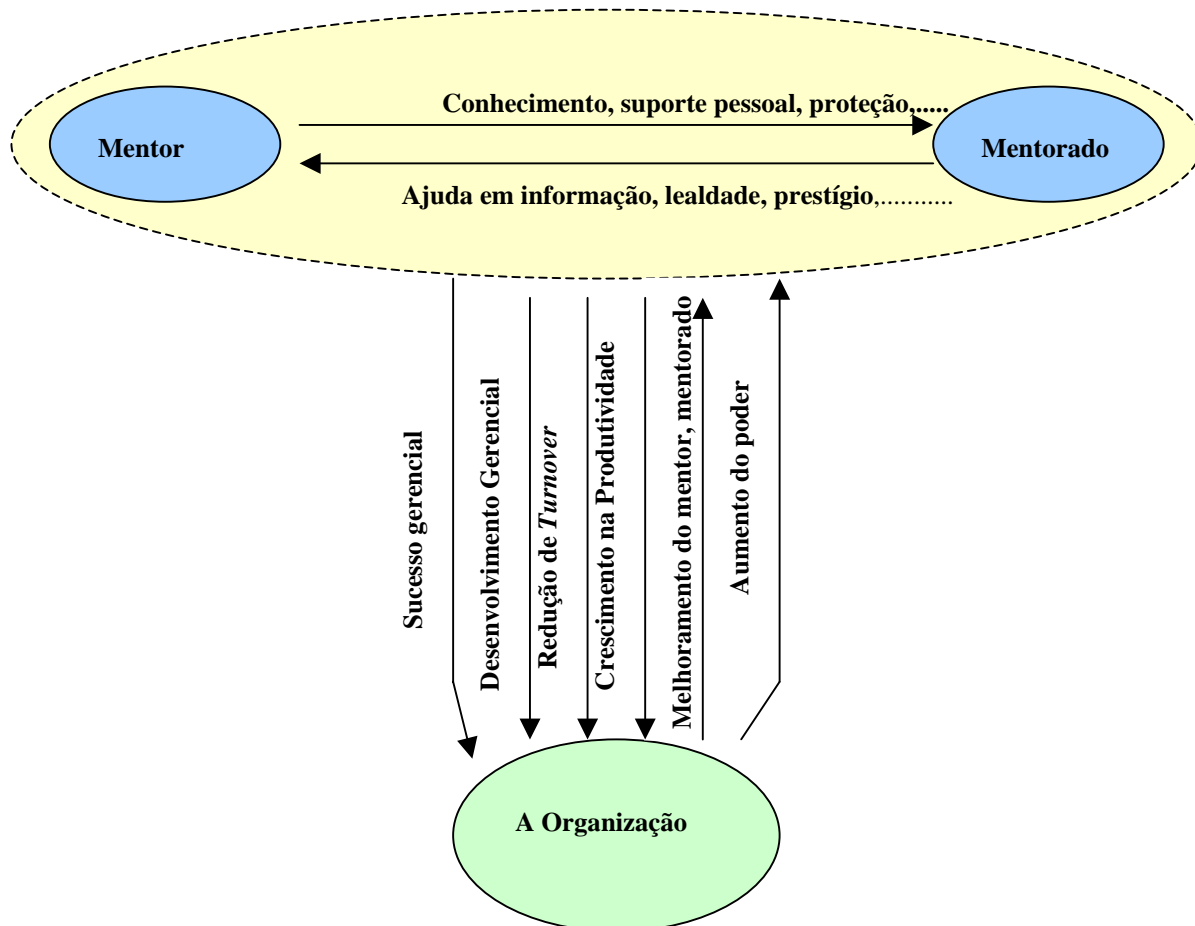 Conhecimento, suporte pessoal, proteção,......
Mentor
Mentorado
Ajuda em informação, lealdade, prestígio,...........
Sucesso gerencial
Desenvolvimento Gerencial
Redução de Turnover
Crescimento na Produtividade
Melhoramento do mentor, mentorado
Aumento do poder
A Organização